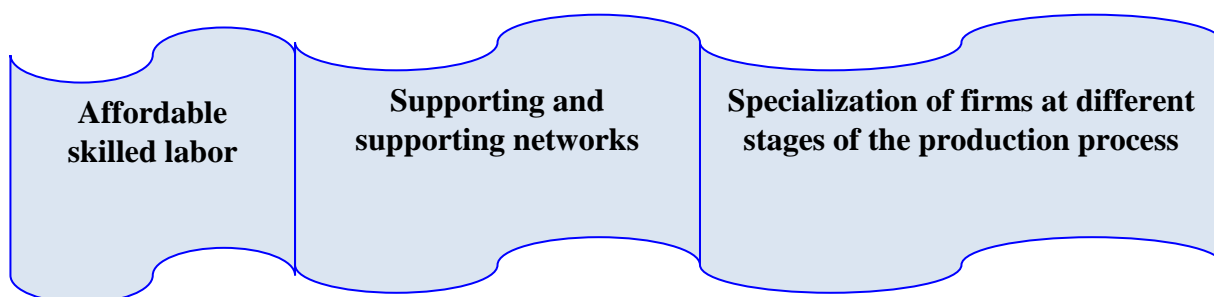 Affordable
skilled labor
Supporting and
supporting networks
Specialization of firms at different
stages of the production process